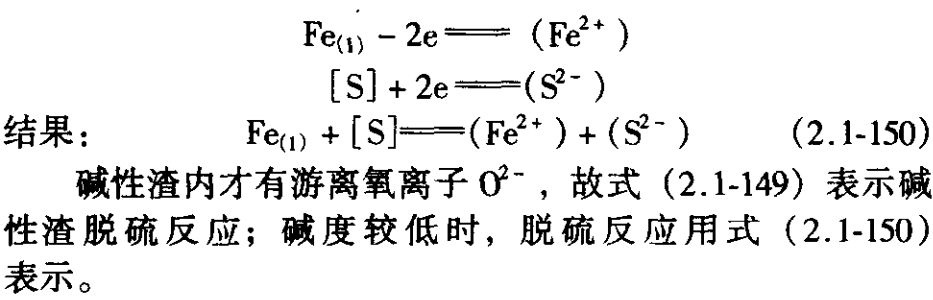 Fe₍₁₎ − 2e══(Fe²⁺)
[S] + 2e══(S²⁻)
结果： Fe₍₁₎ + [S]══(Fe²⁺) + (S²⁻) (2.1-150)
碱性渣内才有游离氧离子 O²⁻，故式（2.1-149）表示碱
性渣脱硫反应；碱度较低时，脱硫反应用式（2.1-150）
表示。